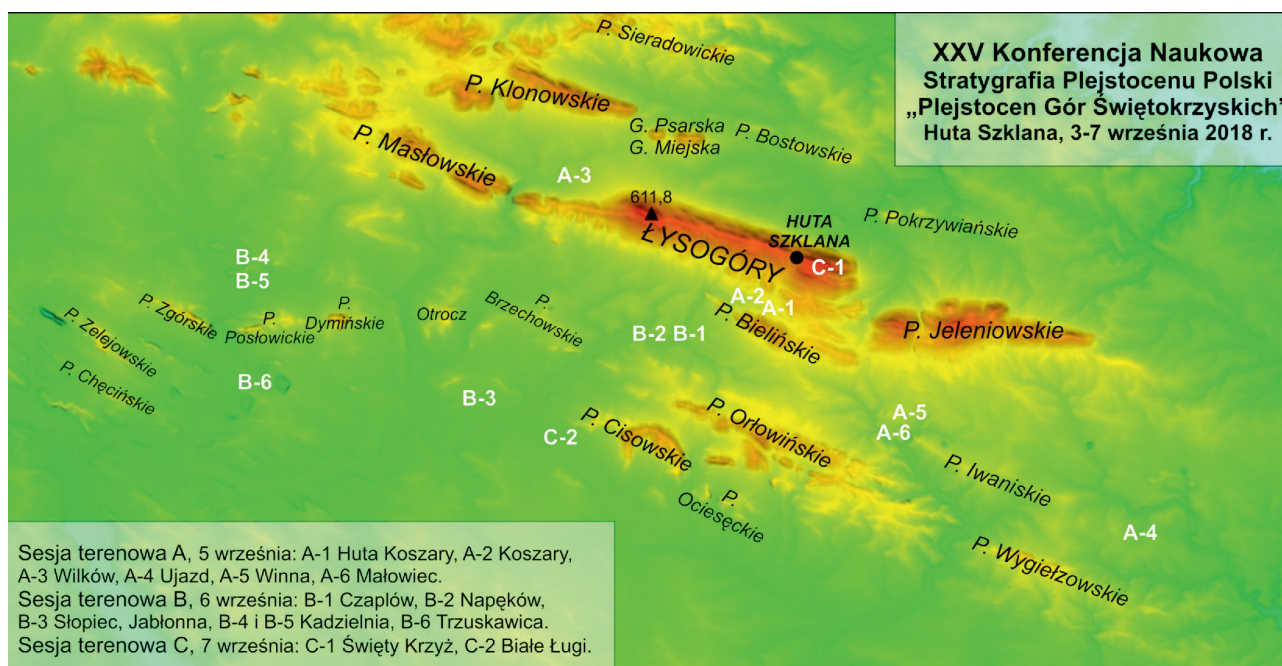 XXV Konferencja Naukowa
Stratygrafia Plejstocenu Polski
„Plejstocen Gór Świętokrzyskich”
Huta Szklana, 3-7 września 2018 r.
P. Sieradowickie
P. Klonowskie
G. Psarska
G. Miejska
P. Bostowskie
P. Masłowskie
A-3
611,8
P. Pokrzywiańskie
HUTA
SZKLANA
ŁYSOGÓRY
C-1
B-4
B-5
A-2
A-1
P. Zelejowskie
P. Zgórskie
P.
Posłowickie
P.
Dymińskie
Otrocz
P.
Brzechowskie
B-2 B-1
P. Bielińskie
P. Jeleniowskie
P. Chęcińskie
B-6
B-3
C-2
P. Cisowskie
P. Orłowińskie
A-5
A-6
P. Iwaniskie
P.
Ociesęckie
A-4
P. Wygiełzowskie
Sesja terenowa A, 5 września: A-1 Huta Koszary, A-2 Koszary,
A-3 Wilków, A-4 Ujazd, A-5 Winna, A-6 Małowiec.
Sesja terenowa B, 6 września: B-1 Czaplów, B-2 Napęków,
B-3 Słopiec, Jabłonna, B-4 i B-5 Kadzielnia, B-6 Trzuskawica.
Sesja terenowa C, 7 września: C-1 Święty Krzyż, C-2 Białe Ługi.